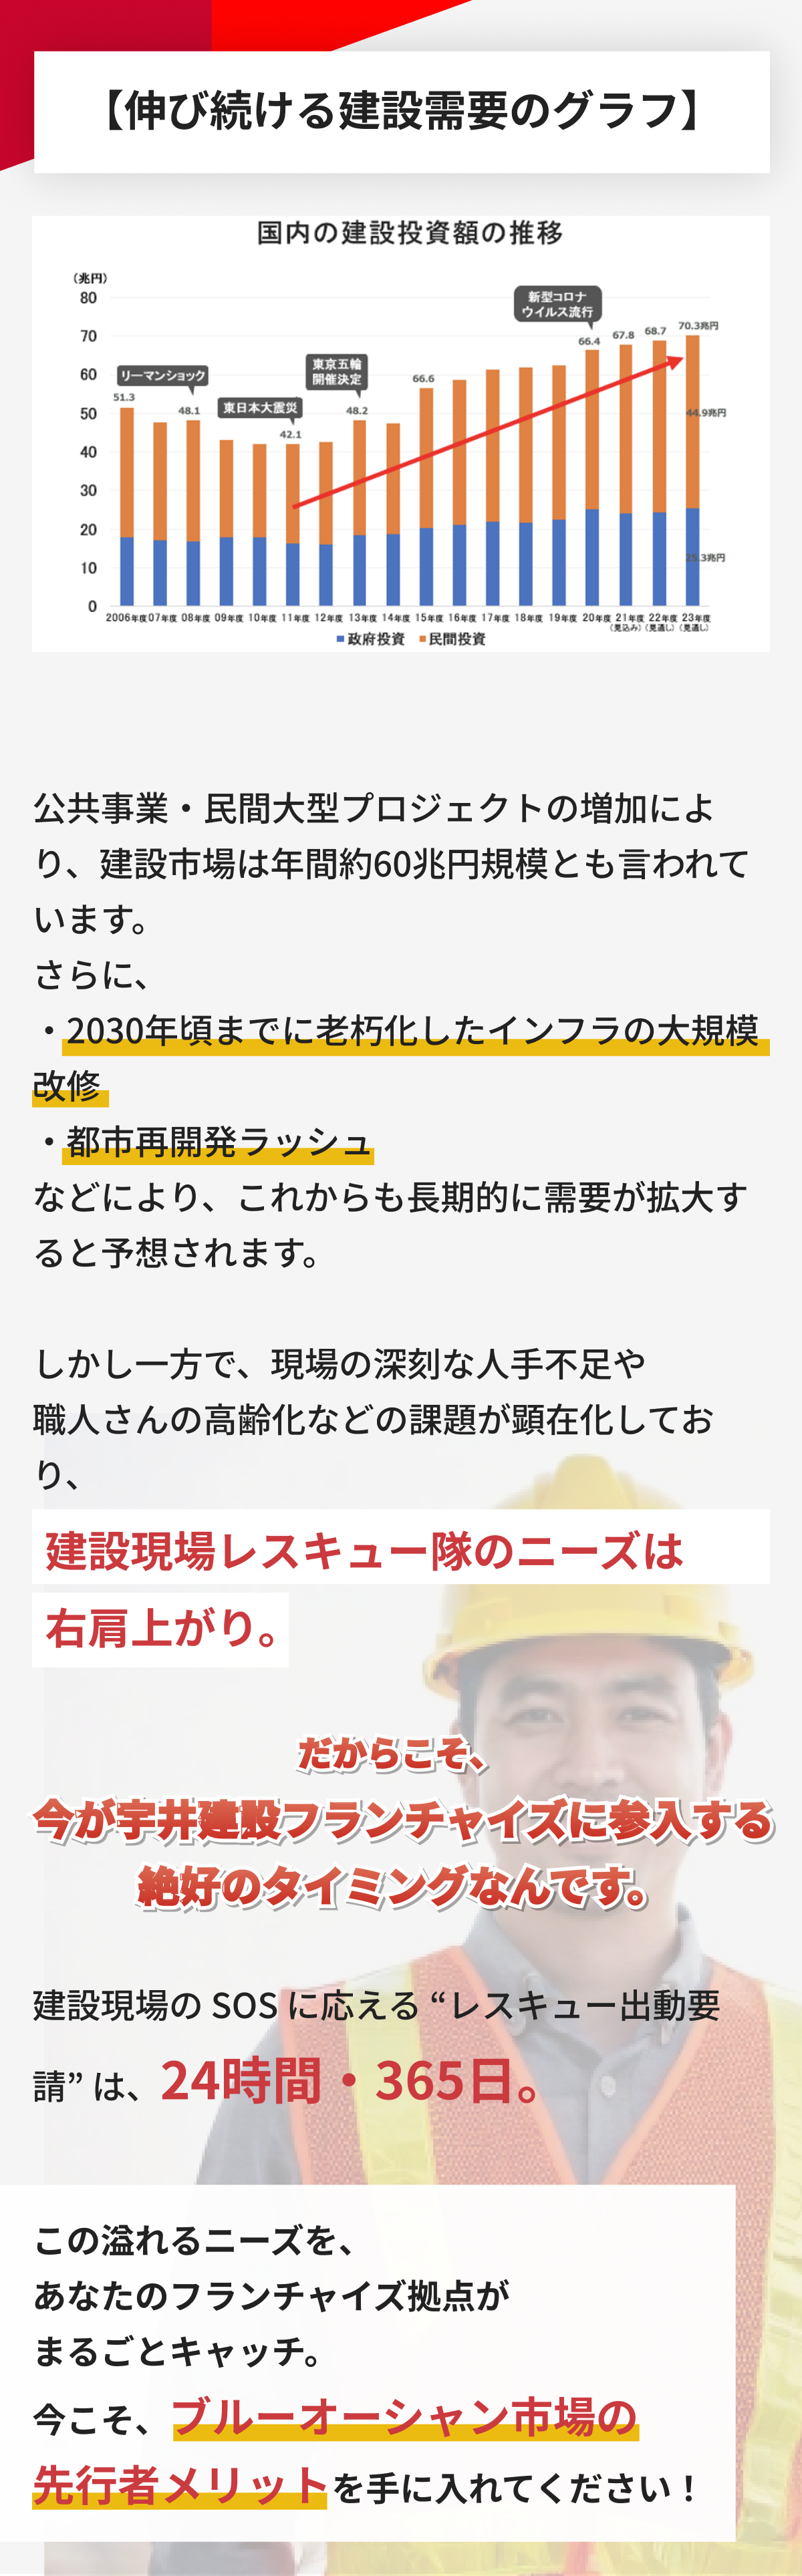 【伸び続ける建設需要のグラフ】
国内の建設投資額の推移
（兆円）
80
70
60
50
40
30
20
10
0
リーマンショック
東日本大震災
東京五輪
開催決定
新型コロナ
ウイルス流行
51.3
48.1
42.1
48.2
66.6
66.4
67.8
68.7
70.3兆円
44.9兆円
25.3兆円
2006年度 07年度 08年度 09年度 10年度 11年度 12年度 13年度 14年度 15年度 16年度 17年度 18年度 19年度 20年度 21年度 22年度 23年度
（見込み）（見通し）（見通し）
■政府投資 ■民間投資
公共事業・民間大型プロジェクトの増加によ
り、建設市場は年間約60兆円規模とも言われて
います。
さらに、
・2030年頃までに老朽化したインフラの大規模
改修
・都市再開発ラッシュ
などにより、これからも長期的に需要が拡大す
ると予想されます。
しかし一方で、現場の深刻な人手不足や
職人さんの高齢化などの課題が顕在化してお
り、
建設現場レスキュー隊のニーズは
右肩上がり。
だからこそ、
今が宇井建設フランチャイズに参入する
絶好のタイミングなんです。
建設現場の SOS に応える “レスキュー出動要
請” は、24時間・365日。
この溢れるニーズを、
あなたのフランチャイズ拠点が
まるごとキャッチ。
今こそ、ブルーオーシャン市場の
先行者メリットを手に入れてください！